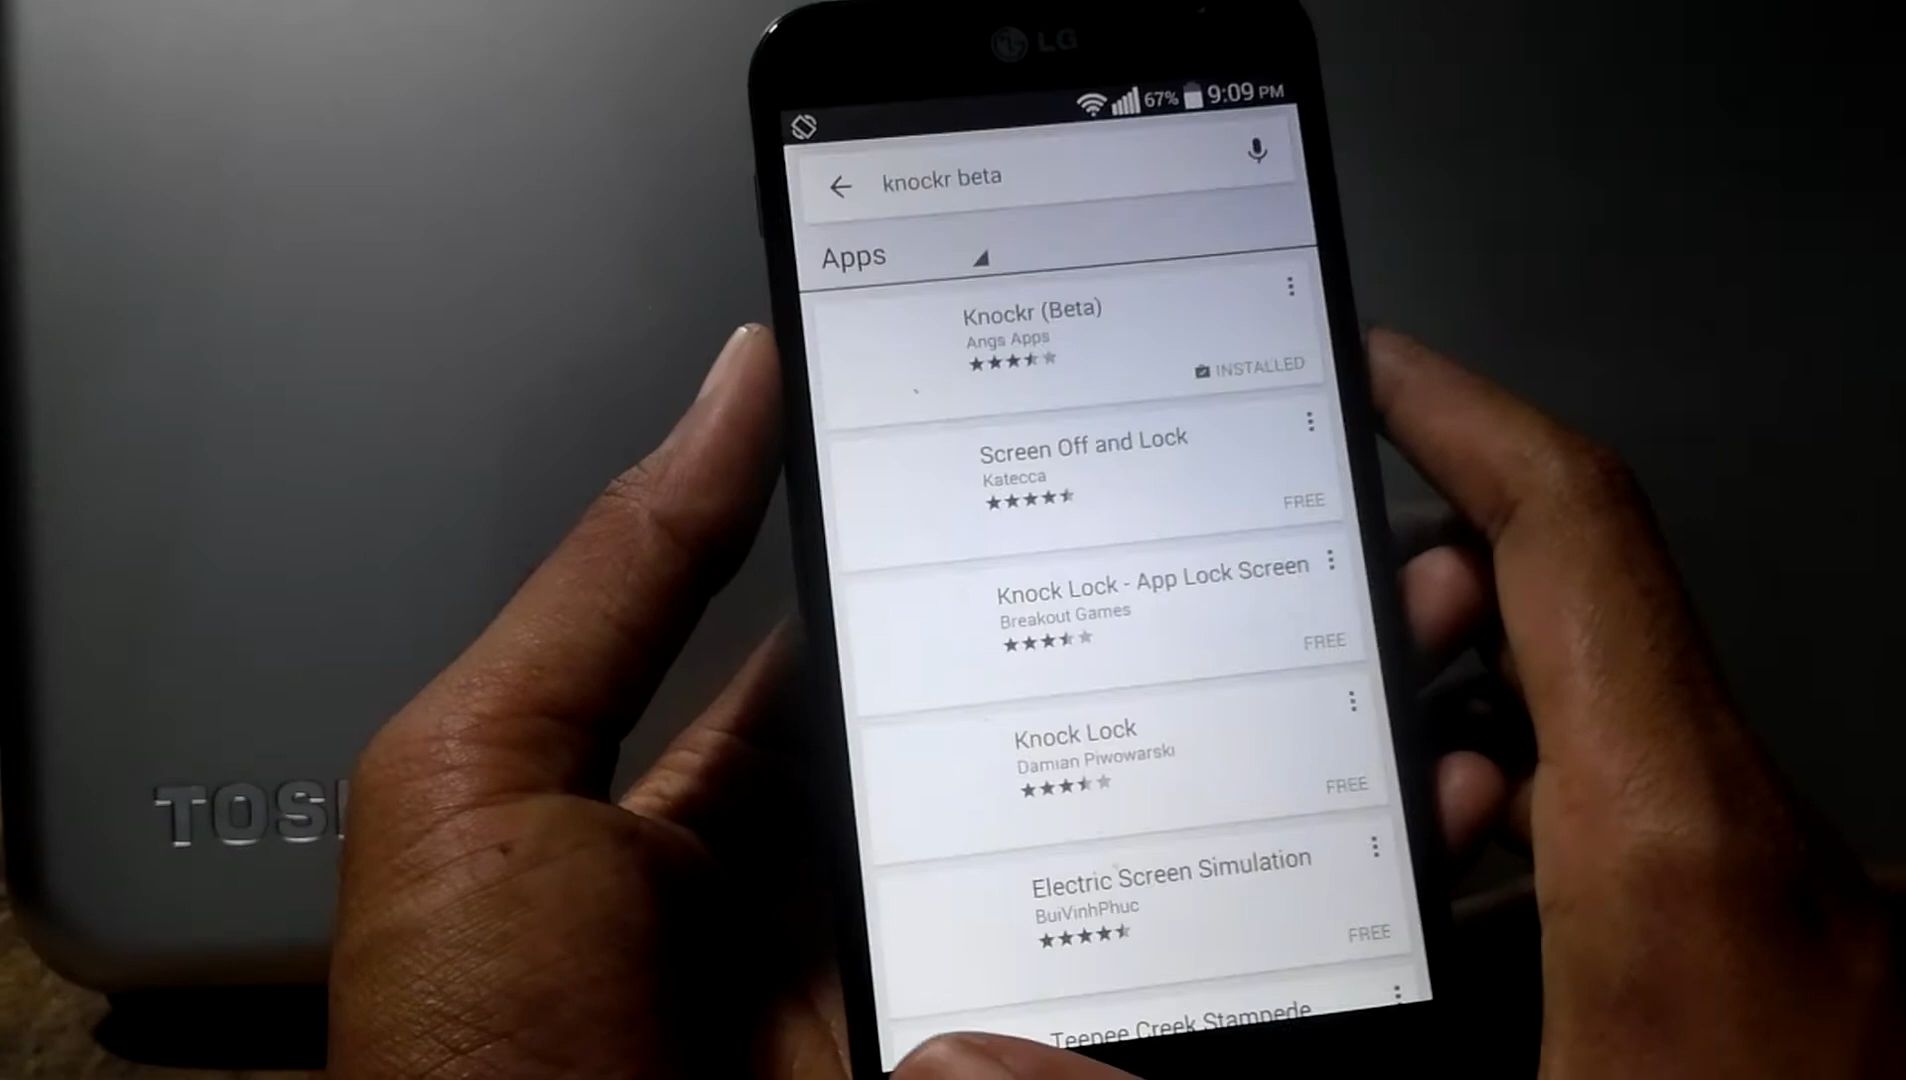 LG
67% 9:09 PM
knockr beta
Apps
Knockr (Beta)
Angs Apps
INSTALLED
Screen Off and Lock
Katecca
FREE
Knock Lock - App Lock Screen
Breakout Games
FREE
Knock Lock
Damian Piwowarski
FREE
Electric Screen Simulation
BuiVinhPhuc
FREE
Teepee Creek Stampede
TOSH